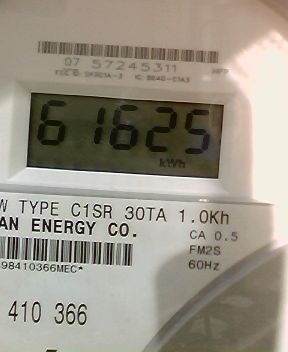 07 57245311
61625
kWh
W TYPE C1SR 30TA 1.0Kh
AN ENERGY CO.
CA 0.5
FM2S
60Hz
98410366MEC*
410 366